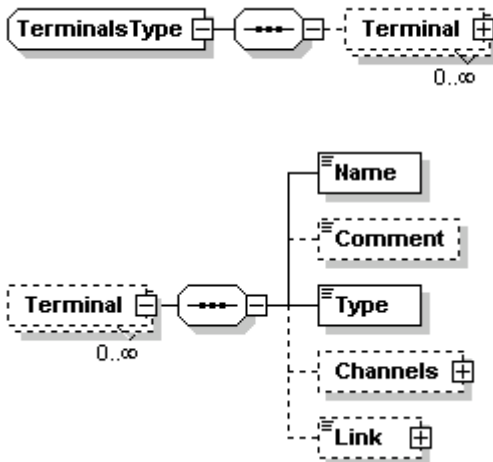 TerminalsType Terminal
0..∞
Name
Comment
Terminal Type
0..∞
Channels
Link